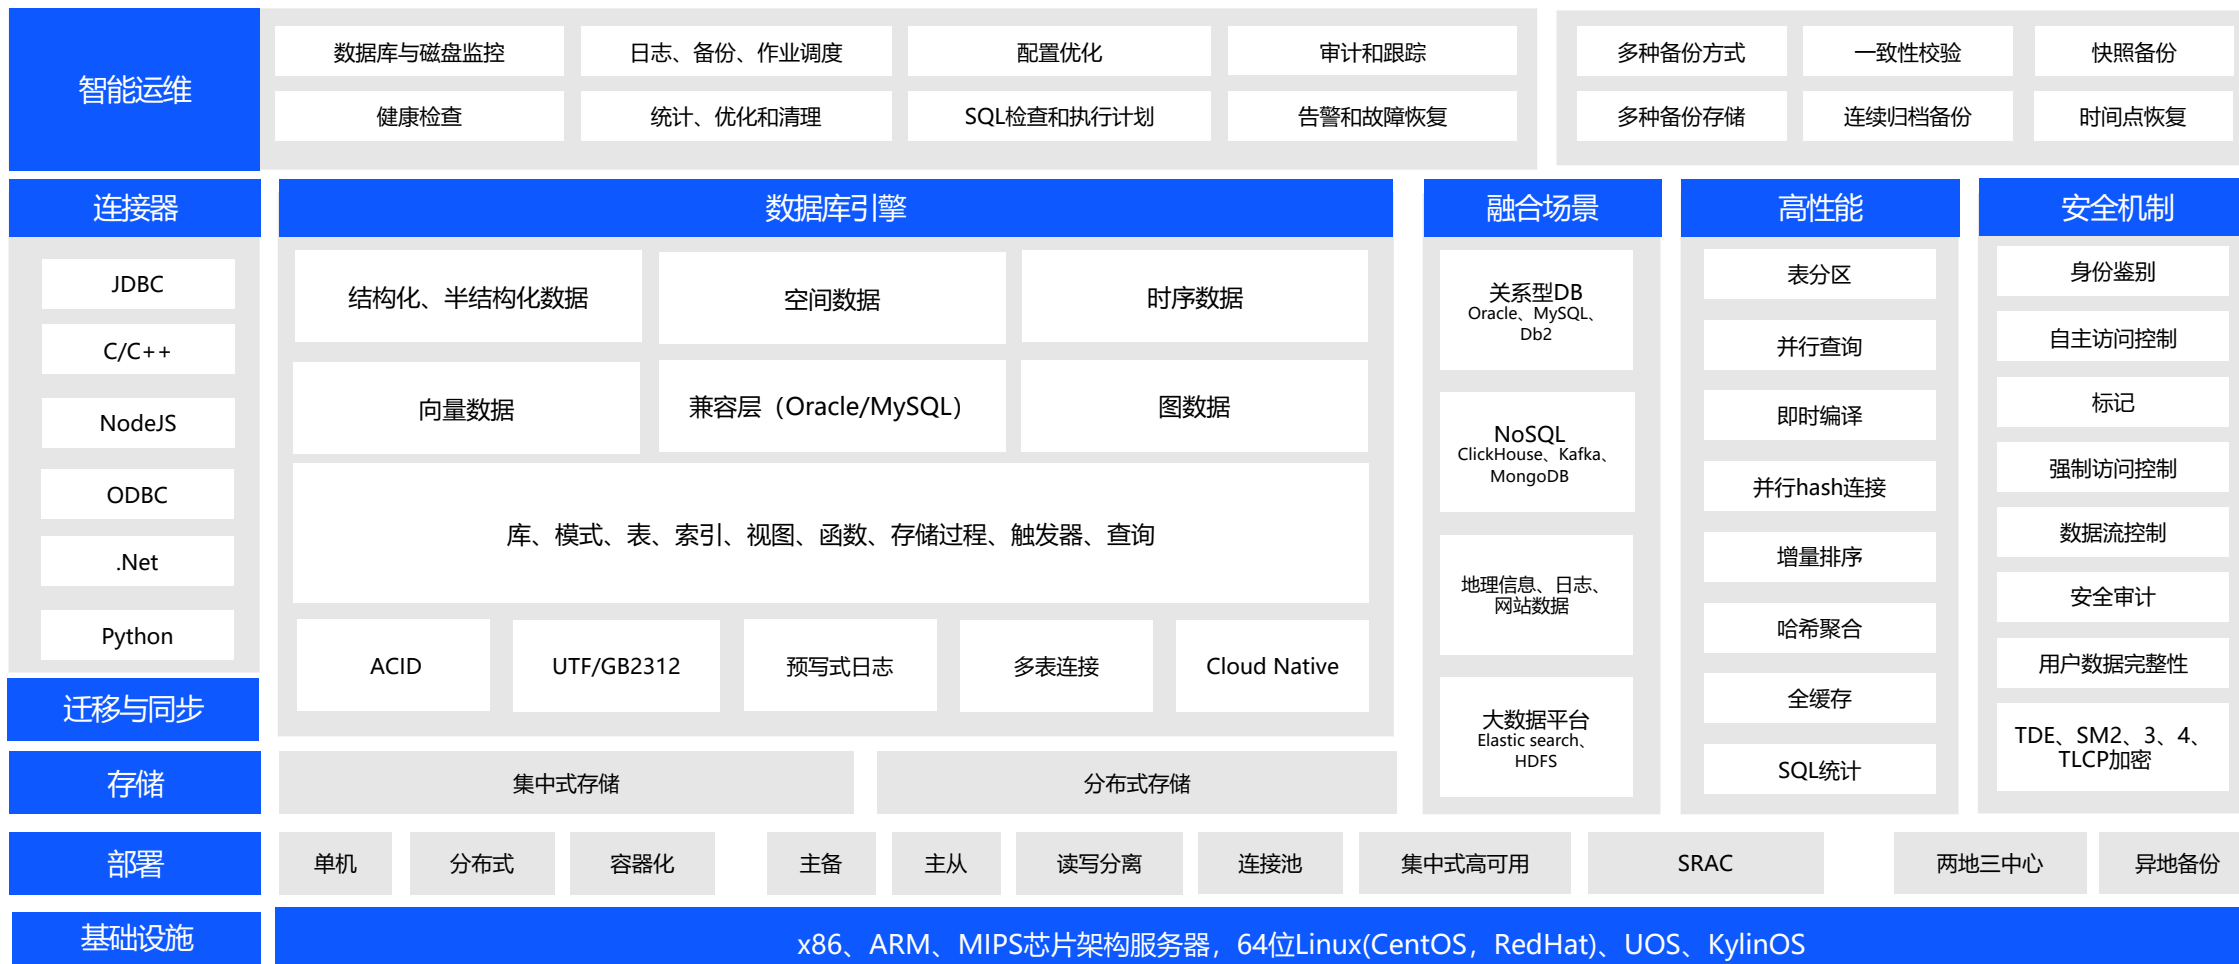 智能运维
数据库与磁盘监控
日志、备份、作业调度
配置优化
审计和跟踪
健康检查
统计、优化和清理
SQL检查和执行计划
告警和故障恢复
多种备份方式
一致性校验
快照备份
多种备份存储
连续归档备份
时间点恢复
连接器
JDBC
C/C++
NodeJS
ODBC
.Net
Python
迁移与同步
数据库引擎
结构化、半结构化数据
空间数据
时序数据
向量数据
兼容层（Oracle/MySQL）
图数据
库、模式、表、索引、视图、函数、存储过程、触发器、查询
ACID
UTF/GB2312
预写式日志
多表连接
Cloud Native
融合场景
关系型DB
Oracle、MySQL、
Db2
NoSQL
ClickHouse、Kafka、
MongoDB
地理信息、日志、
网站数据
大数据平台
Elastic search、
HDFS
高性能
表分区
并行查询
即时编译
并行hash连接
增量排序
哈希聚合
全缓存
SQL统计
安全机制
身份鉴别
自主访问控制
标记
强制访问控制
数据流控制
安全审计
用户数据完整性
TDE、SM2、3、4、
TLCP加密
存储
集中式存储
分布式存储
部署
单机
分布式
容器化
主备
主从
读写分离
连接池
集中式高可用
SRAC
两地三中心
异地备份
基础设施
x86、ARM、MIPS芯片架构服务器，64位Linux(CentOS，RedHat)、UOS、KylinOS